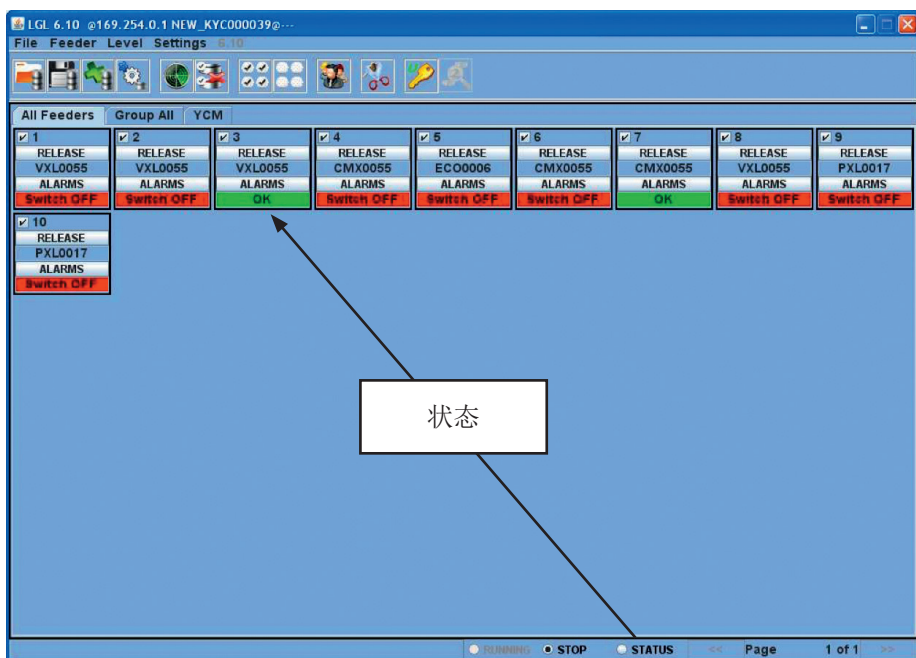 LGL 6.10 @169.254.0.1 NEW_KYC000039@---
File Feeder Level Settings 6.10
All Feeders Group All YCM
1 2 3 4 5 6 7 8 9
RELEASE RELEASE RELEASE RELEASE RELEASE RELEASE RELEASE RELEASE RELEASE
VXL0055 VXL0055 VXL0055 CMX0055 ECO0006 CMX0055 CMX0055 VXL0055 PXL0017
ALARMS ALARMS ALARMS ALARMS ALARMS ALARMS ALARMS ALARMS ALARMS
Switch OFF Switch OFF OK Switch OFF Switch OFF Switch OFF OK Switch OFF Switch OFF
10
RELEASE
PXL0017
ALARMS
Switch OFF
状态
RUNNING STOP STATUS << Page 1 of 1 >>